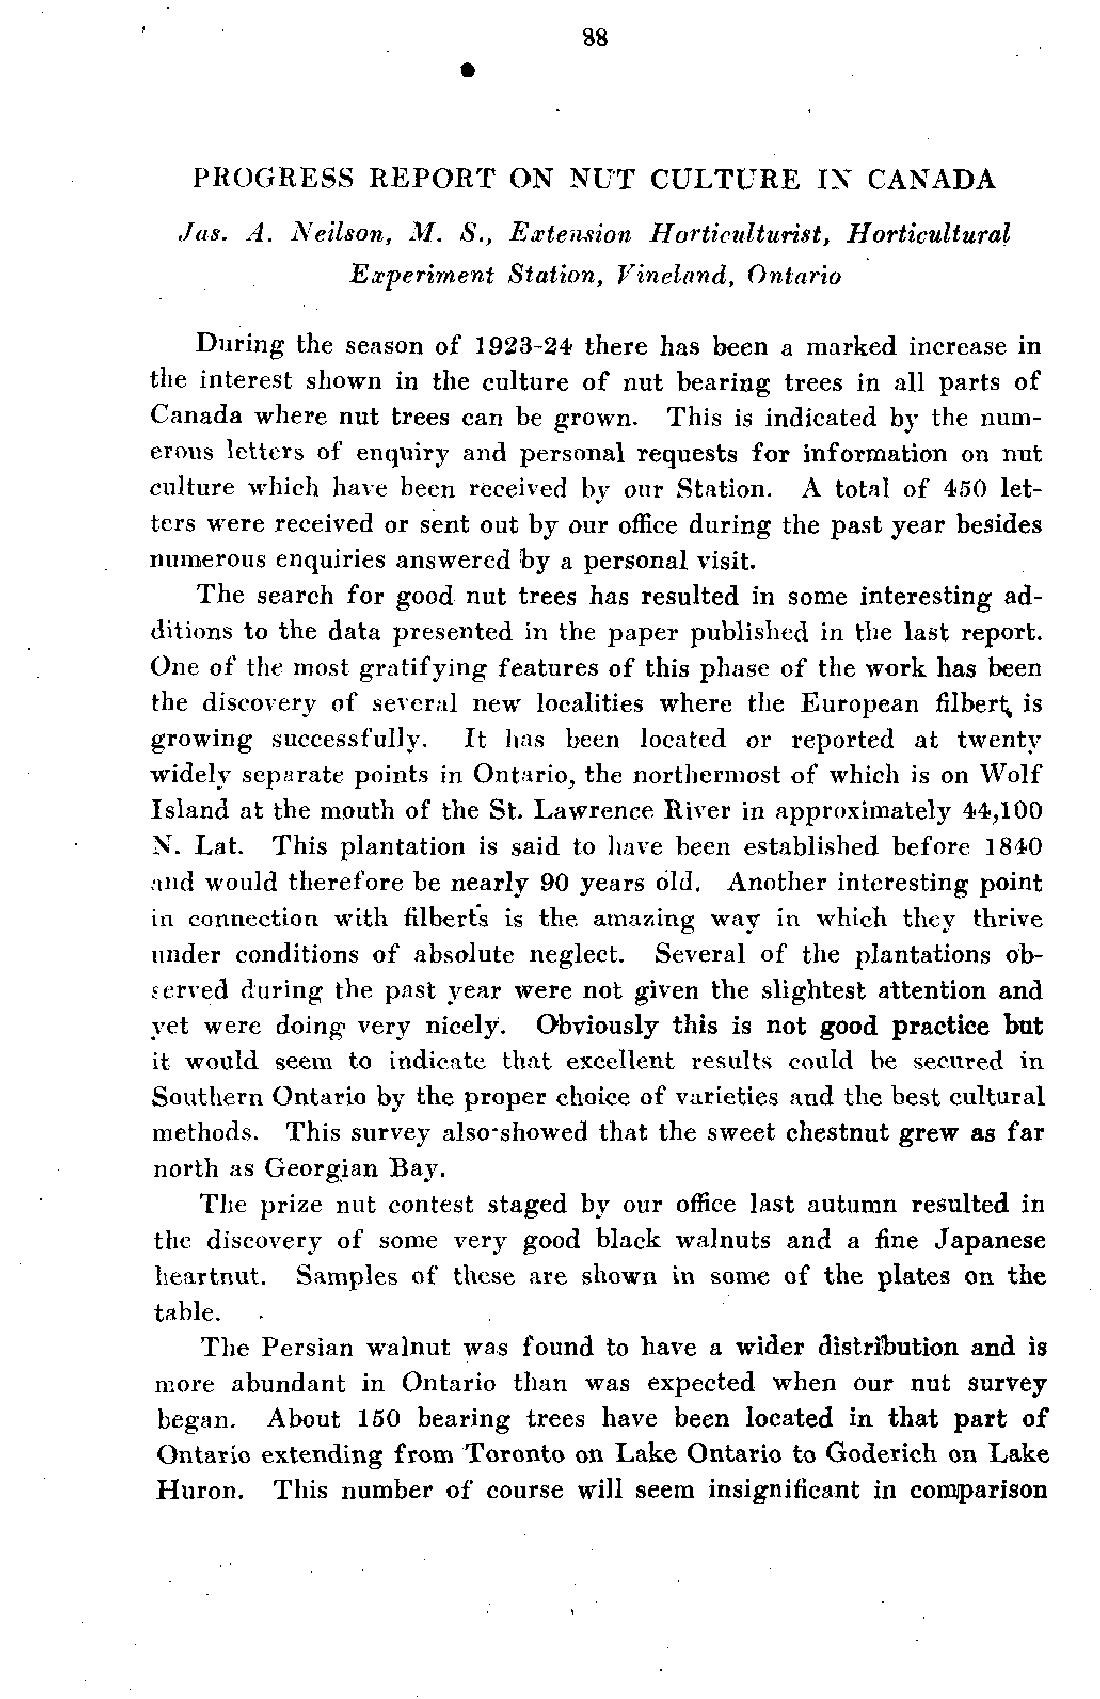 88
PROGRESS REPORT ON NUT CULTURE IN CANADA
Jas. A. Neilson, M. S., Extension Horticulturist, Horticultural
Experiment Station, Vineland, Ontario
During the season of 1923-24 there has been a marked increase in
the interest shown in the culture of nut bearing trees in all parts of
Canada where nut trees can be grown. This is indicated by the num-
erous letters of enquiry and personal requests for information on nut
culture which have been received by our Station. A total of 450 let-
ters were received or sent out by our office during the past year besides
numerous enquiries answered by a personal visit.
The search for good nut trees has resulted in some interesting ad-
ditions to the data presented in the paper published in the last report.
One of the most gratifying features of this phase of the work has been
the discovery of several new localities where the European filbert, is
growing successfully. It has been located or reported at twenty
widely separate points in Ontario, the northermost of which is on Wolf
Island at the mouth of the St. Lawrence River in approximately 44,100
N. Lat. This plantation is said to have been established before 1840
and would therefore be nearly 90 years old. Another interesting point
in connection with filberts is the amazing way in which they thrive
under conditions of absolute neglect. Several of the plantations ob-
served during the past year were not given the slightest attention and
yet were doing very nicely. Obviously this is not good practice but
it would seem to indicate that excellent results could be secured in
Southern Ontario by the proper choice of varieties and the best cultural
methods. This survey also showed that the sweet chestnut grew as far
north as Georgian Bay.
The prize nut contest staged by our office last autumn resulted in
the discovery of some very good black walnuts and a fine Japanese
heartnut. Samples of these are shown in some of the plates on the
table.
The Persian walnut was found to have a wider distribution and is
more abundant in Ontario than was expected when our nut survey
began. About 150 bearing trees have been located in that part of
Ontario extending from Toronto on Lake Ontario to Goderich on Lake
Huron. This number of course will seem insignificant in comparison